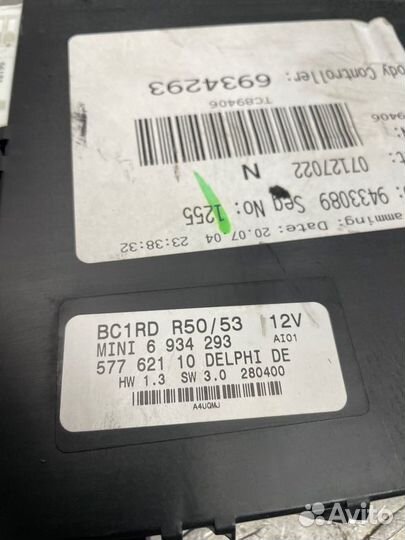 ody Controller: 6934293
TC89406
9406
N
07127022
: 9433089 Seq No: 1255
amming: Date: 20.07.04 23:38:32
BC1RD R50/53 12V
MINI 6 934 293 AI01
577 621 10 DELPHI DE
HW 1.3 SW 3.0 280400
A4UQMJ
Avito